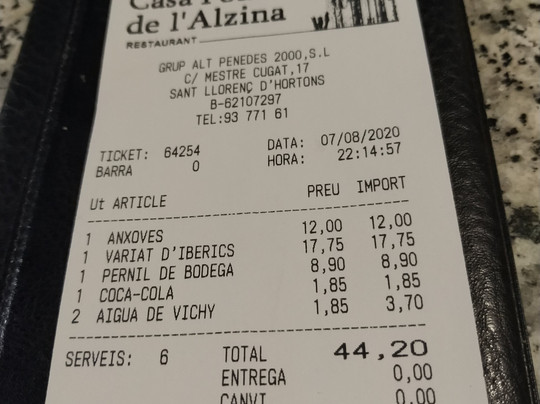 Casa
de l'Alzina
RESTAURANT
GRUP ALT PENEDES 2000,S.L
C/ MESTRE CUGAT,17
SANT LLORENÇ D'HORTONS
B-62107297
TEL:93 771 61
TICKET: 64254 DATA: 07/08/2020
BARRA 0 HORA: 22:14:57
Ut ARTICLE PREU IMPORT
1 ANXOVES 12,00 12,00
1 VARIAT D'IBERICS 17,75 17,75
1 PERNIL DE BODEGA 8,90 8,90
1 COCA-COLA 1,85 1,85
2 AIGUA DE VICHY 1,85 3,70
SERVEIS: 6 TOTAL 44,20
ENTREGA 0,00
CANVI 0,00